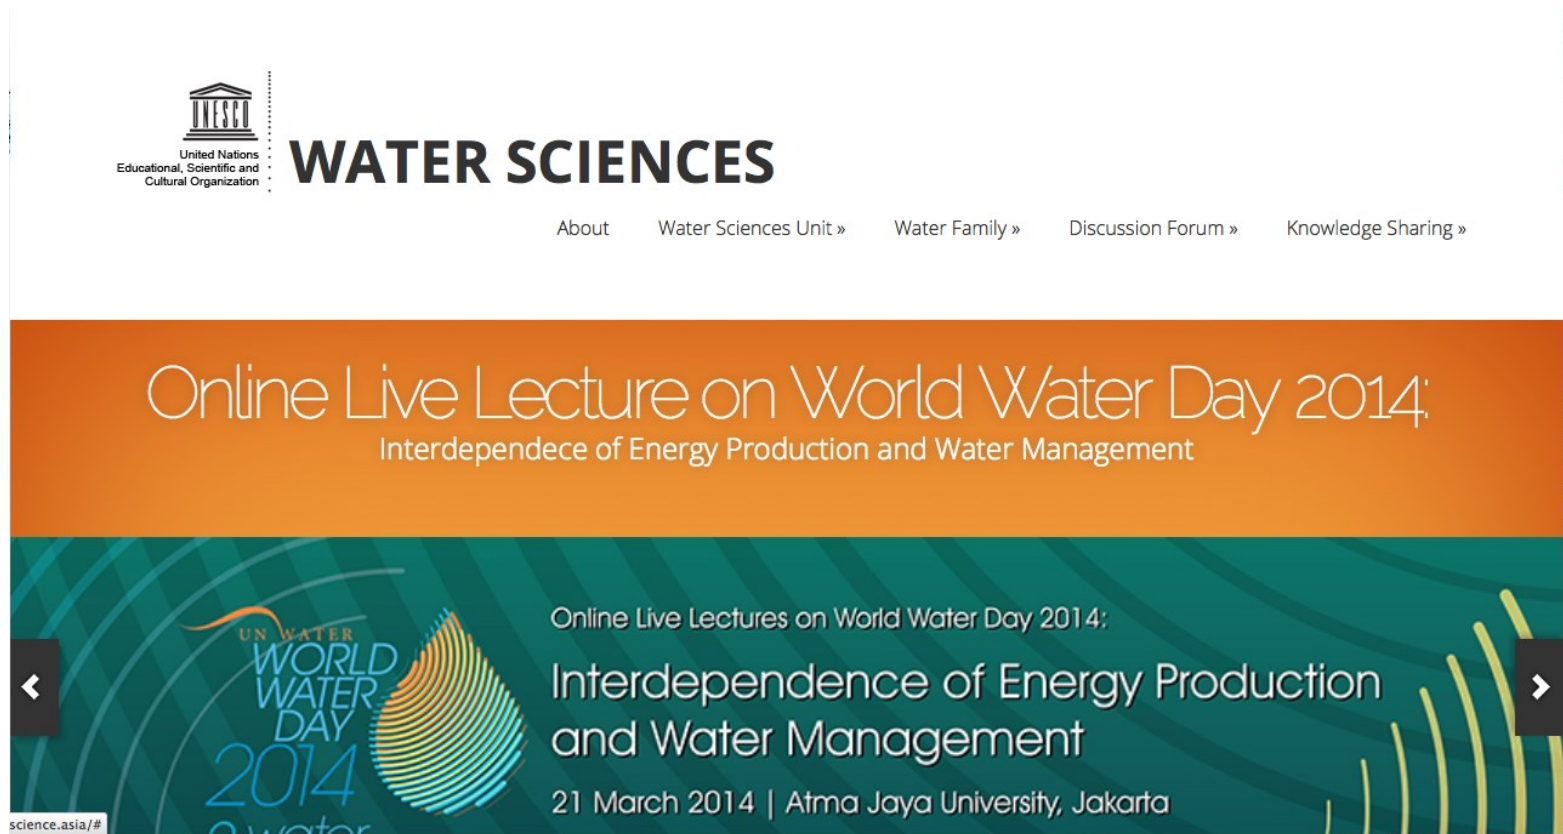 UNESCO
United Nations
Educational, Scientific and
Cultural Organization
WATER SCIENCES
About Water Sciences Unit » Water Family » Discussion Forum » Knowledge Sharing »
Online Live Lecture on World Water Day 2014:
Interdependece of Energy Production and Water Management
UN WATER
WORLD
WATER
DAY
2014
water
Online Live Lectures on World Water Day 2014:
Interdependence of Energy Production
and Water Management
21 March 2014 | Atma Jaya University, Jakarta
science.asia/#